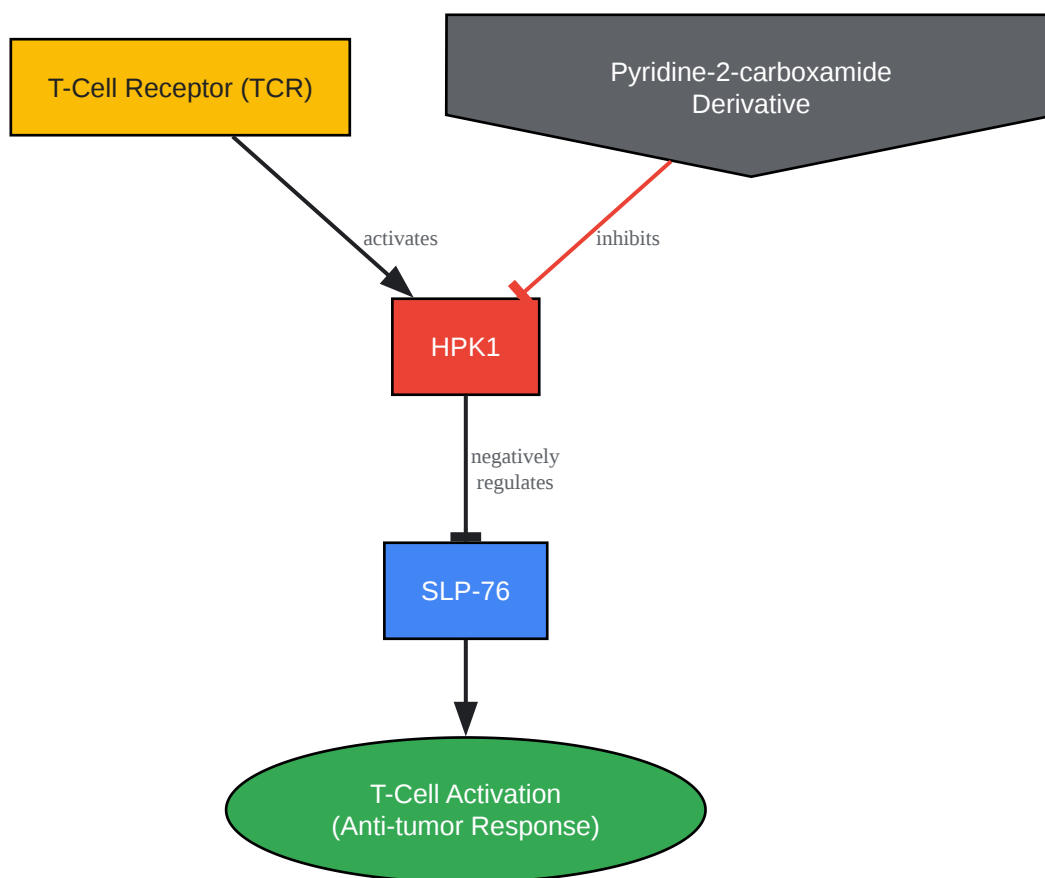 T-Cell Receptor (TCR)
Pyridine-2-carboxamide
Derivative
activates
inhibits
HPK1
negatively
regulates
SLP-76
T-Cell Activation
(Anti-tumor Response)